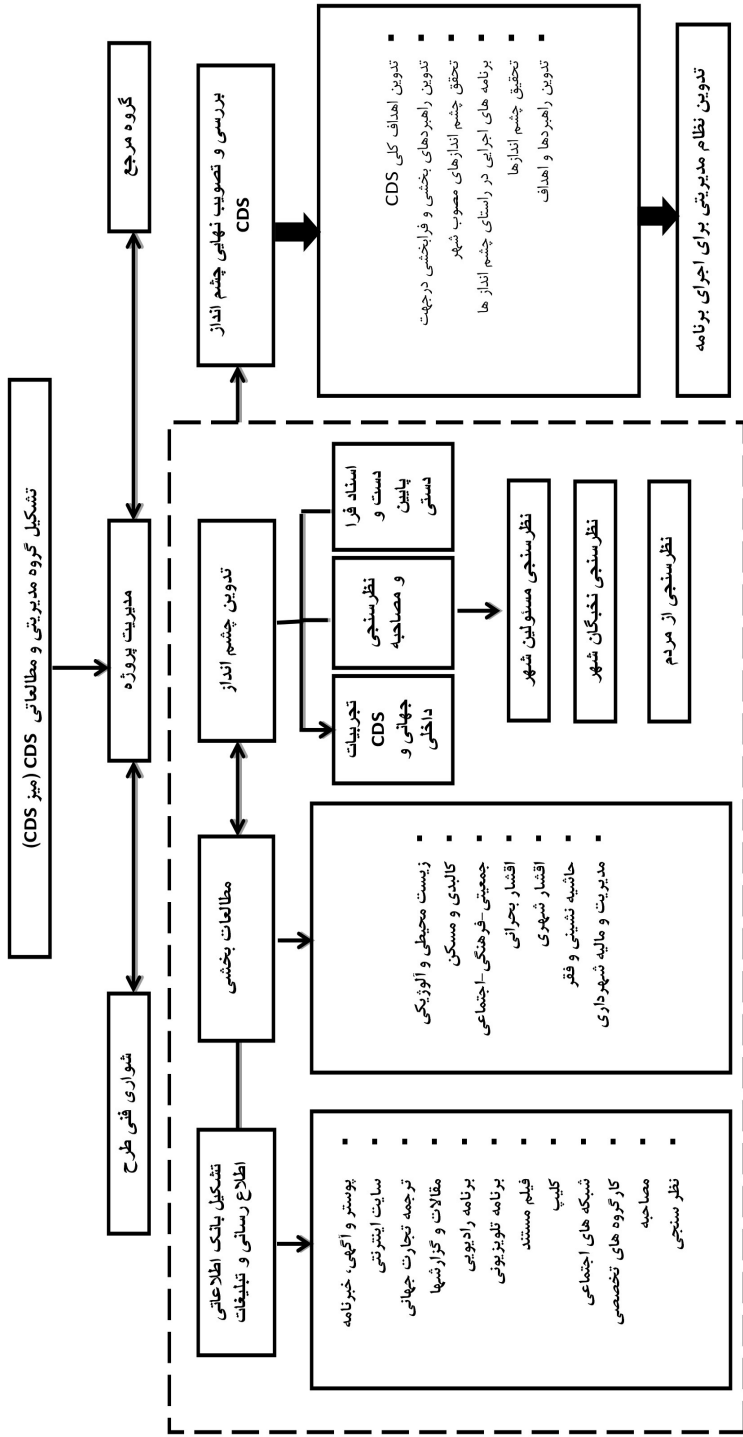 تشکیل گروه مدیریتی و مطالعاتی CDS (میز CDS)
گروه مرجع
مدیریت پروژه
شواری فنی طرح
بررسی و تصویب نهایی چشم انداز
CDS
تدوین چشم انداز
مطالعات بخشی
تشکیل بانک اطلاعاتی
اطلاع رسانی و تبلیغات
تدوین اهداف کلی CDS
تدوین راهبردهای بخشی و فرابخشی درجهت
تحقق چشم اندازهای مصوب شهر
برنامه های اجرایی در راستای چشم انداز ها
تحقیق چشم اندازها
تدوین راهبردها و اهداف
تدوین نظام مدیریتی برای اجرای برنامه
اسناد فرا
دست و
پایین
دستی
نظرسنجی
و مصاحبه
تجربیات
CDS
جهانی و
داخلی
نظرسنجی مسئولین شهر
نظرسنجی نخبگان شهر
نظرسنجی از مردم
زیست محیطی و آلوژیکی
کالبدی و مسکن
جمعیتی-فرهنگی-اجتماعی
اقشار بحرانی
اقشار شهری
حاشیه نشینی و فقر
مدیریت و مالیه شهرداری
پوستر و آگهی، خبرنامه
سایت اینترنتی
ترجمه تجارت جهانی
مقالات و گزارشها
برنامه رادیویی
برنامه تلویزیونی
فیلم مستند
کلیپ
شبکه های اجتماعی
کارگروه های تخصصی
مصاحبه
نظر سنجی